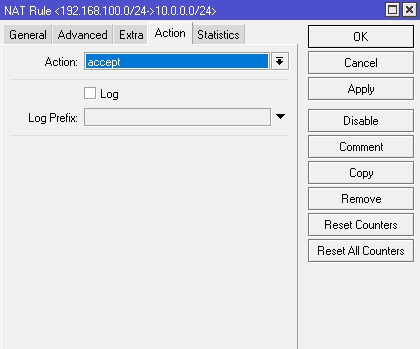 NAT Rule <192.168.100.0/24->10.0.0.0/24>
General Advanced Extra Action Statistics
Action: accept
Log
Log Prefix:
OK
Cancel
Apply
Disable
Comment
Copy
Remove
Reset Counters
Reset All Counters